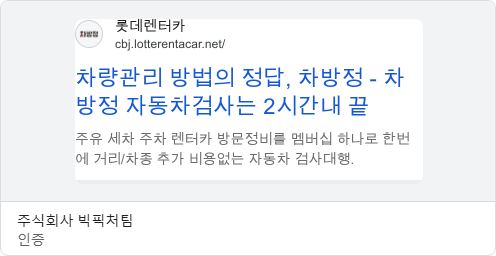 차방정
롯데렌터카
cbj.lotterentacar.net/
차량관리 방법의 정답, 차방정 - 차
방정 자동차검사는 2시간내 끝
주유 세차 주차 렌터카 방문정비를 멤버십 하나로 한번
에 거리/차종 추가 비용없는 자동차 검사대행.
주식회사 빅픽처팀
인증